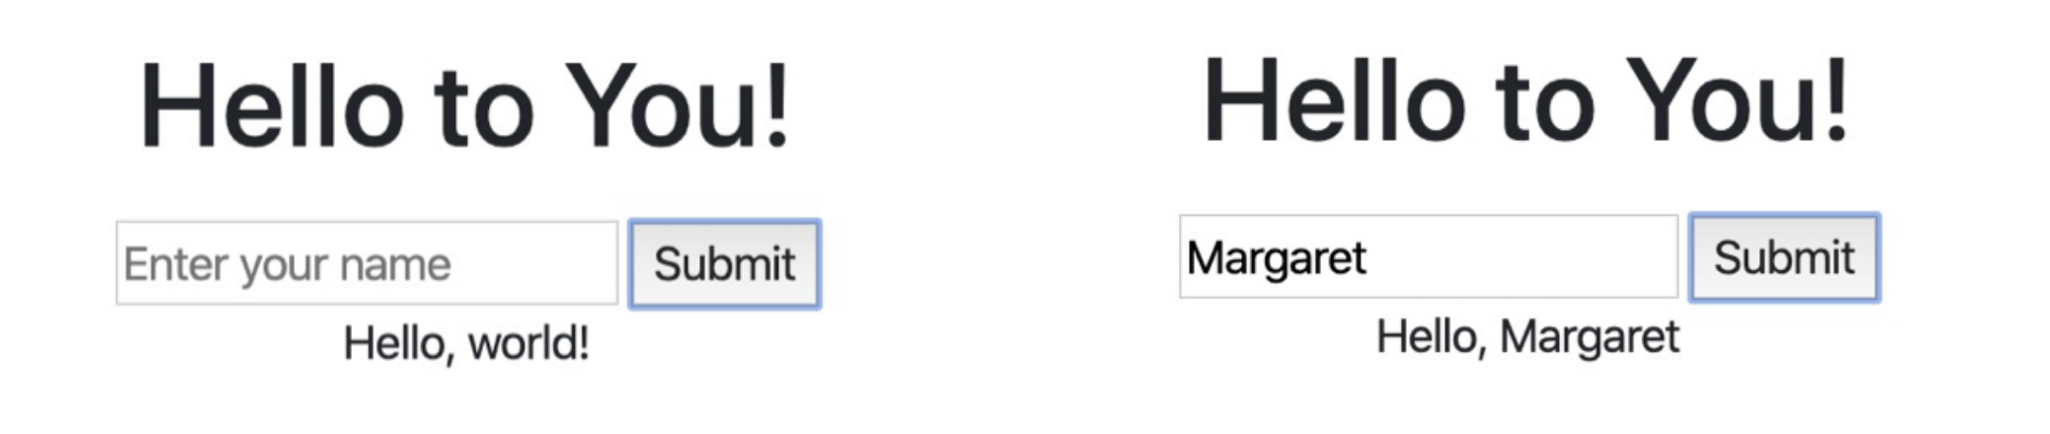 Hello to You!
Enter your name Submit
Hello, world!
Hello to You!
Margaret Submit
Hello, Margaret